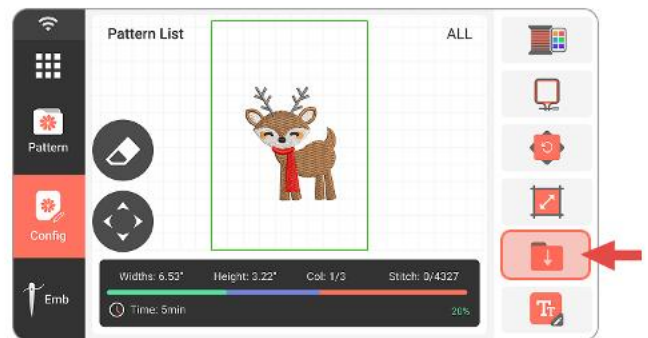 Pattern List
ALL
Pattern
Config
Emb
Widths: 6.53" Height: 3.22" Col: 1/3 Stitch: 0/4327
Time: 5min
20%
TT